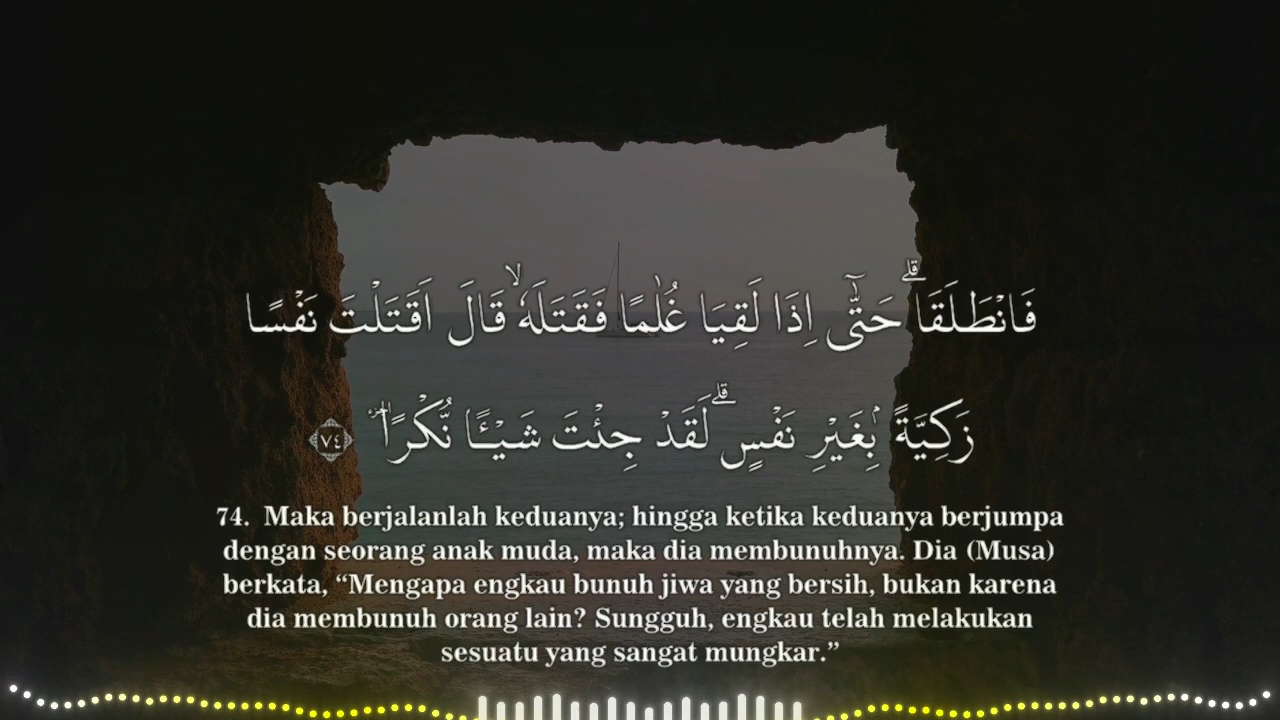 فَانْطَلَقَا ۗ حَتّٰٓى اِذَا لَقِيَا غُلٰمًا فَقَتَلَهٗ ۙ قَالَ اَقَتَلْتَ نَفْسًا
زَكِيَّةً ۢبِغَيْرِ نَفْسٍ ۗ لَقَدْ جِئْتَ شَيْـًٔا نُّكْرًا ۞ ٧٤
74. Maka berjalanlah keduanya; hingga ketika keduanya berjumpa
dengan seorang anak muda, maka dia membunuhnya. Dia (Musa)
berkata, “Mengapa engkau bunuh jiwa yang bersih, bukan karena
dia membunuh orang lain? Sungguh, engkau telah melakukan
sesuatu yang sangat mungkar.”